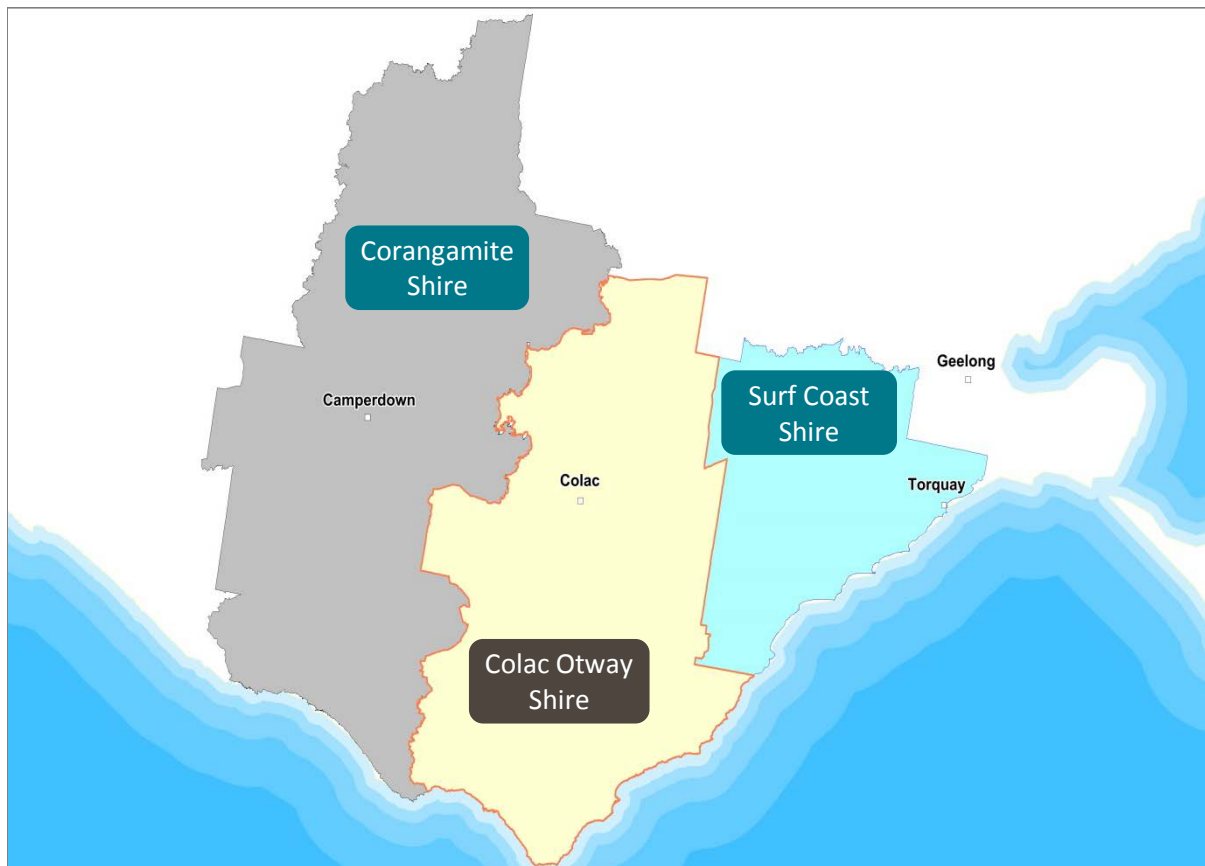 Corangamite
Shire
Geelong
Camperdown
Surf Coast
Shire
Colac
Torquay
Colac Otway
Shire